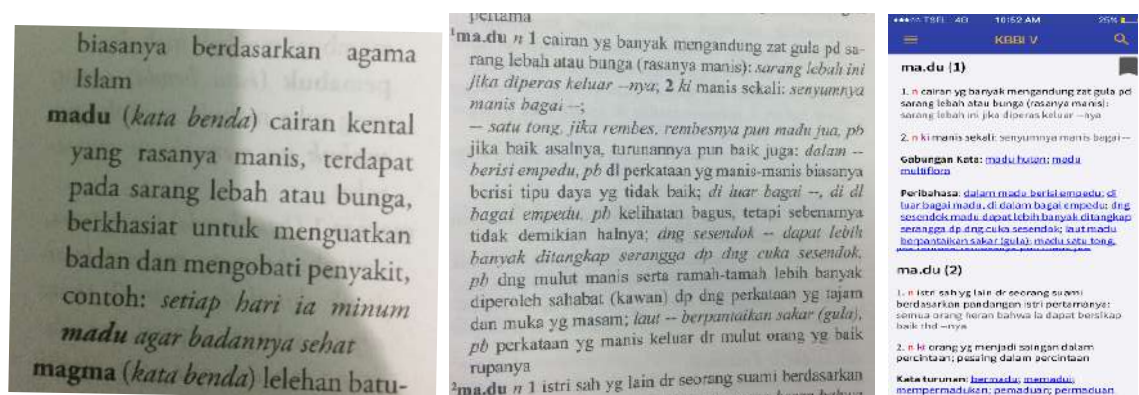 biasanya berdasarkan agama
Islam
madu (kata benda) cairan kental
yang rasanya manis, terdapat
pada sarang lebah atau bunga,
berkhasiat untuk menguatkan
badan dan mengobati penyakit,
contoh: setiap hari ia minum
madu agar badannya sehat
magma (kata benda) lelehan batu-
pertama
¹ma.du n 1 cairan yg banyak mengandung zat gula pd sa-
rang lebah atau bunga (rasanya manis): sarang lebah ini
jika diperas keluar --nya; 2 ki manis sekali: senyumnya
manis bagai --;
-- satu tong, jika rembes, rembesnya pun madu jua, pb
jika baik asalnya, turunannya pun baik juga: dalam --
berisi empedu, pb dl perkataan yg manis-manis biasanya
berisi tipu daya yg tidak baik; di luar bagai --, di dl
bagai empedu, pb kelihatan bagus, tetapi sebenarnya
tidak demikian halnya; dng sesendok -- dapat lebih
banyak ditangkap serangga dp dng cuka sesendok,
pb dng mulut manis serta ramah-tamah lebih banyak
diperoleh sahabat (kawan) dp dng perkataan yg tajam
dan muka yg masam; laut -- berpantaikan sakar (gula),
pb perkataan yg manis keluar dr mulut orang yg baik
rupanya
²ma.du n 1 istri sah yg lain dr seorang suami berdasarkan
TSEL 4G 10:52 AM 25%
KBBI V
ma.du (1)
1. n cairan yg banyak mengandung zat gula pd
sarang lebah atau bunga (rasanya manis):
sarang lebah ini jika diperas keluar --nya
2. n ki manis sekali: senyumnya manis bagai --
Gabungan Kata: madu hutan; madu
multiflora
Peribahasa: dalam madu berisi empedu; di
luar bagai madu, di dalam bagai empedu; dng
sesendok madu dapat lebih banyak ditangkap
serangga dp dng cuka sesendok; laut madu
berpantaikan sakar (gula); madu satu tong,
ma.du (2)
1. n istri sah yg lain dr seorang suami
berdasarkan pandangan istri pertamanya:
semua orang heran bahwa ia dapat bersikap
baik thd --nya
2. n ki orang yg menjadi saingan dalam
percintaan; pesaing dalam percintaan
Kata turunan: bermadu; memadui;
mempermadukan; pemaduan; permaduan